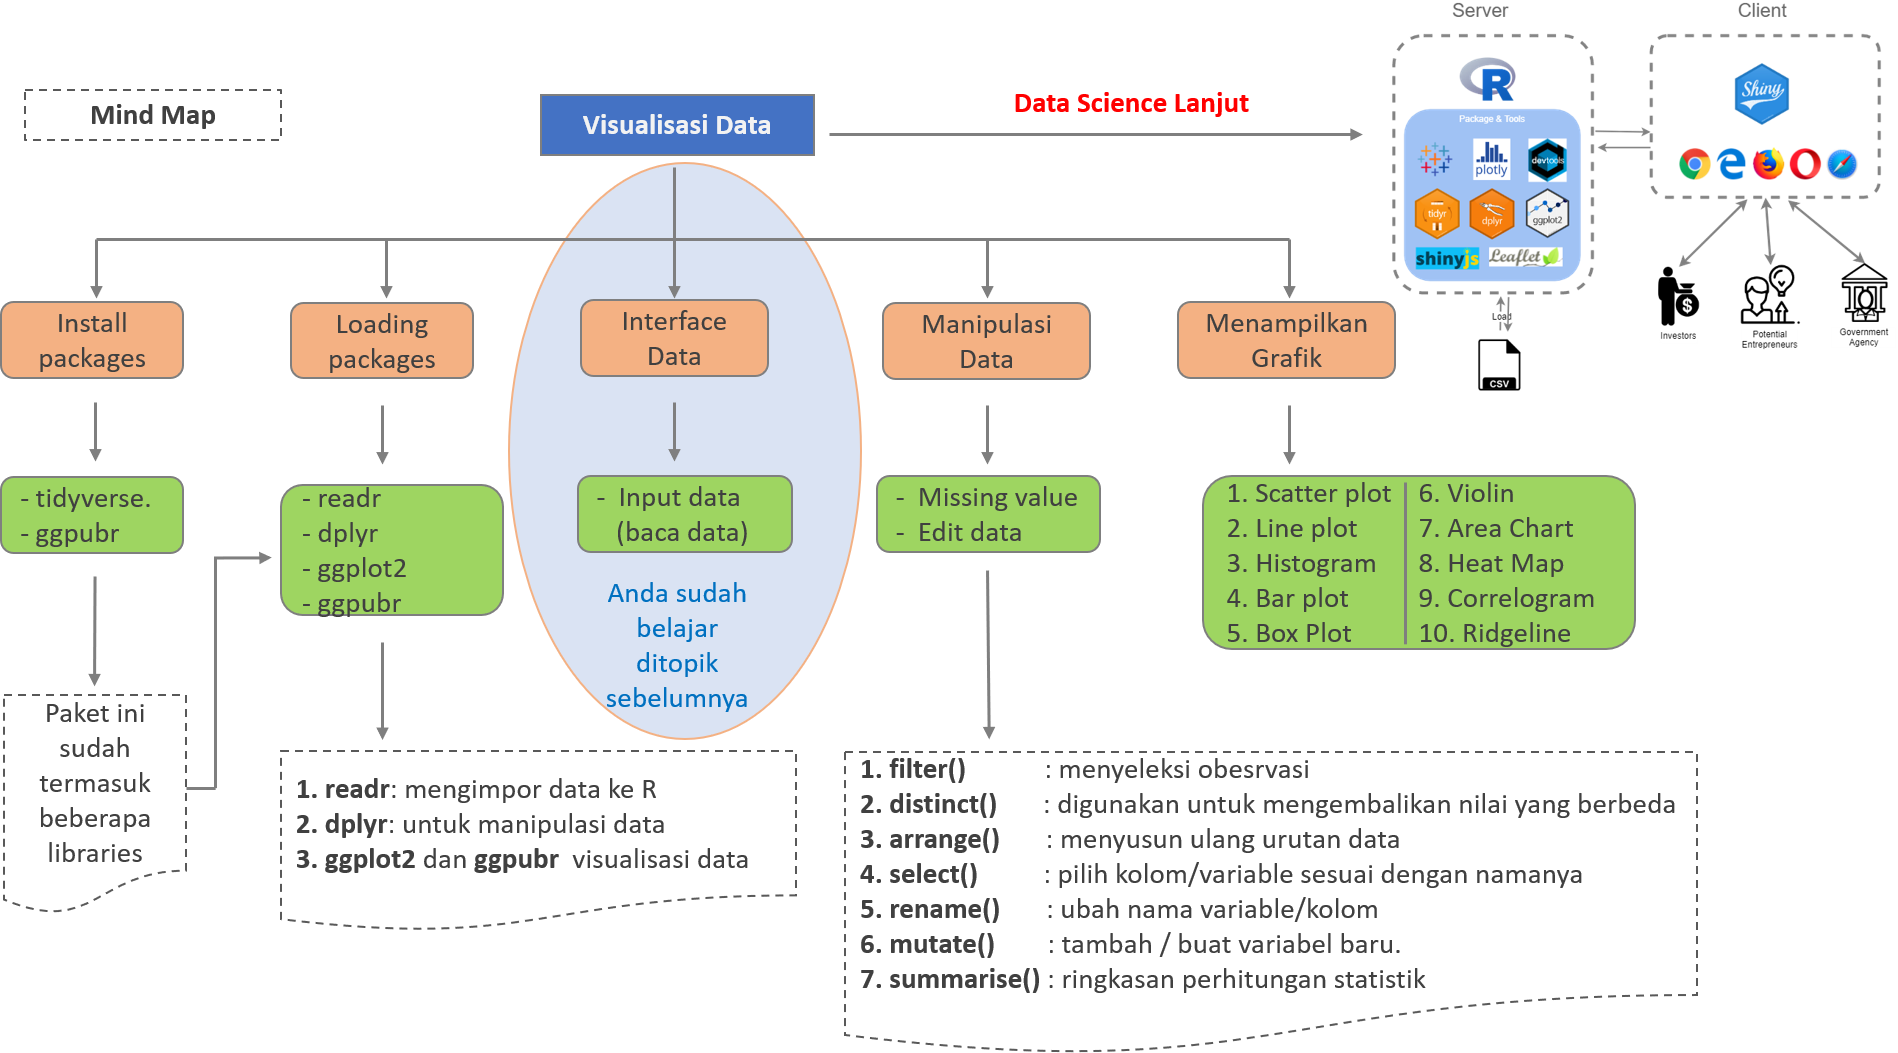 Server
Client
Mind Map
Visualisasi Data
Data Science Lanjut
R
Package & Tools
plotly
devtools
tidyr
dplyr
ggplot2
shinyjs
Leaflet
Load
CSV
Shiny
Investors
Potential
Entrepreneurs
Government
Agency
Install
packages
Loading
packages
Interface
Data
Manipulasi
Data
Menampilkan
Grafik
- tidyverse.
- ggpubr
- readr
- dplyr
- ggplot2
- ggpubr
- Input data
(baca data)
Anda sudah
belajar
ditopik
sebelumnya
- Missing value
- Edit data
1. Scatter plot
2. Line plot
3. Histogram
4. Bar plot
5. Box Plot
6. Violin
7. Area Chart
8. Heat Map
9. Correlogram
10. Ridgeline
Paket ini
sudah
termasuk
beberapa
libraries
1. readr: mengimpor data ke R
2. dplyr: untuk manipulasi data
3. ggplot2 dan ggpubr visualisasi data
1. filter() : menyeleksi obesrvasi
2. distinct() : digunakan untuk mengembalikan nilai yang berbeda
3. arrange() : menyusun ulang urutan data
4. select() : pilih kolom/variable sesuai dengan namanya
5. rename() : ubah nama variable/kolom
6. mutate() : tambah / buat variabel baru.
7. summarise() : ringkasan perhitungan statistik